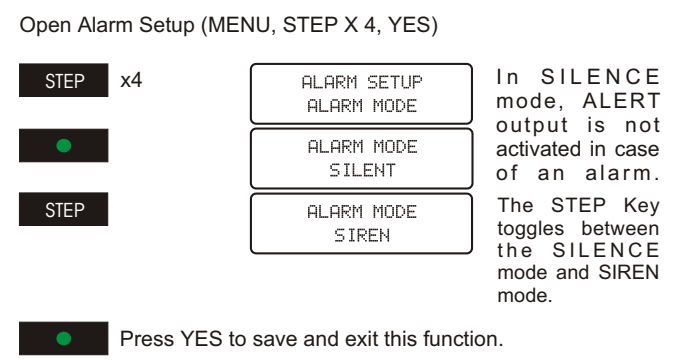 Open Alarm Setup (MENU, STEP X 4, YES)
STEP x4
ALARM SETUP
ALARM MODE
In SILENCE
mode, ALERT
output is not
activated in case
of an alarm.
ALARM MODE
SILENT
STEP
ALARM MODE
SIREN
The STEP Key
toggles between
the SILENCE
mode and SIREN
mode.
Press YES to save and exit this function.